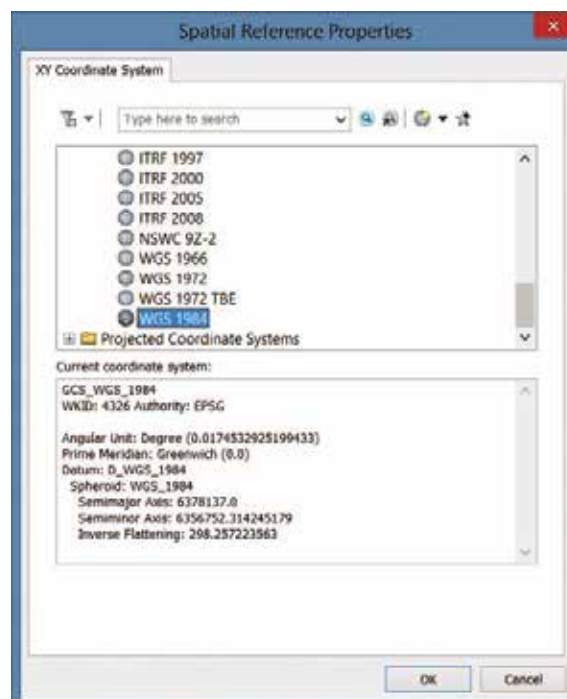 Spatial Reference Properties
XY Coordinate System
Type here to search
ITRF 1997
ITRF 2000
ITRF 2005
ITRF 2008
NSWC 9Z-2
WGS 1966
WGS 1972
WGS 1972 TBE
WGS 1984
Projected Coordinate Systems
Current coordinate system:
GCS_WGS_1984
WKID: 4326 Authority: EPSG
Angular Unit: Degree (0.0174532925199433)
Prime Meridian: Greenwich (0.0)
Datum: D_WGS_1984
Spheroid: WGS_1984
Semimajor Axis: 6378137.0
Semiminor Axis: 6356752.314245179
Inverse Flattening: 298.257223563
OK Cancel